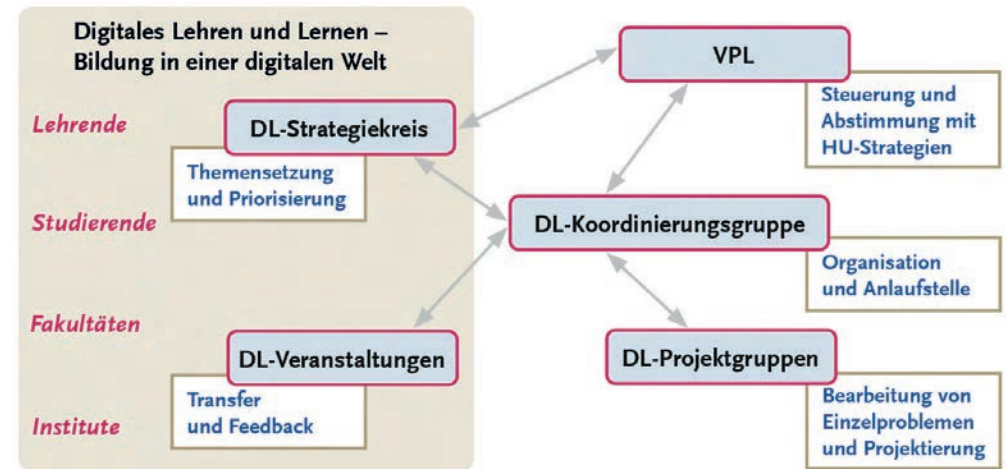 Digitales Lehren und Lernen –
Bildung in einer digitalen Welt
Lehrende
Studierende
Fakultäten
Institute
DL-Strategiekreis
Themensetzung
und Priorisierung
DL-Veranstaltungen
Transfer
und Feedback
VPL
Steuerung und
Abstimmung mit
HU-Strategien
DL-Koordinierungsgruppe
Organisation
und Anlaufstelle
DL-Projektgruppen
Bearbeitung von
Einzelproblemen
und Projektierung